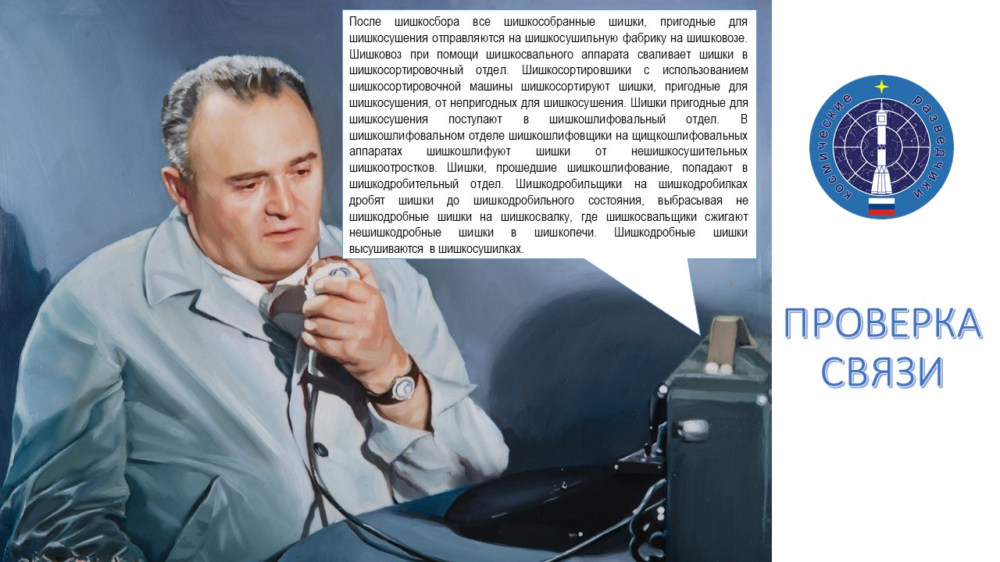 После шишкосбора все шишкособранные шишки, пригодные для
шишкосушения отправляются на шишкосушильную фабрику на шишковозе.
Шишковоз при помощи шишкосвального аппарата сваливает шишки в
шишкосортировочный отдел. Шишкосортировшики с использованием
шишкосортировочной машины шишкосортируют шишки, пригодные для
шишкосушения, от непригодных для шишкосушения. Шишки пригодные для
шишкосушения поступают в шишкошлифовальный отдел. В
шишкошлифовальном отделе шишкошлифовщики на щищкошлифовальных
аппаратах шишкошлифуют шишки от нешишкосушительных
шишкоотростков. Шишки, прошедшие шишкошлифование, попадают в
шишкодробительный отдел. Шишкодробильщики на шишкодробилках
дробят шишки до шишкодробильного состояния, выбрасывая не
шишкодробные шишки на шишкосвалку, где шишкосвальщики сжигают
нешишкодробные шишки в шишкопечи. Шишкодробные шишки
высушиваются в шишкосушилках.
космические разведчики
ПРОВЕРКА
СВЯЗИ